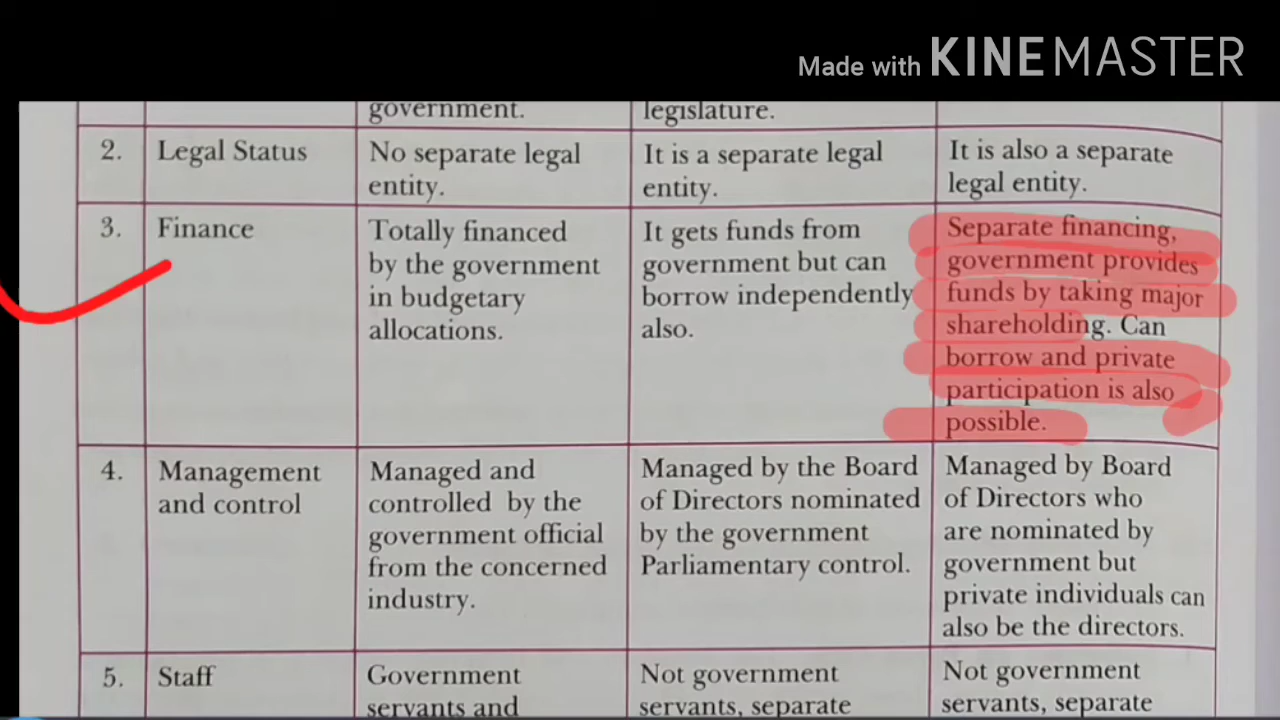 Made with KINEMASTER
government.
legislature.
2.
Legal Status
No separate legal
entity.
It is a separate legal
entity.
It is also a separate
legal entity.
3.
Finance
Totally financed
by the government
in budgetary
allocations.
It gets funds from
government but can
borrow independently
also.
Separate financing,
government provides
funds by taking major
shareholding. Can
borrow and private
participation is also
possible.
4.
Management
and control
Managed and
controlled by the
government official
from the concerned
industry.
Managed by the Board
of Directors nominated
by the government
Parliamentary control.
Managed by Board
of Directors who
are nominated by
government but
private individuals can
also be the directors.
5.
Staff
Government
servants and
Not government
servants, separate
Not government
servants, separate